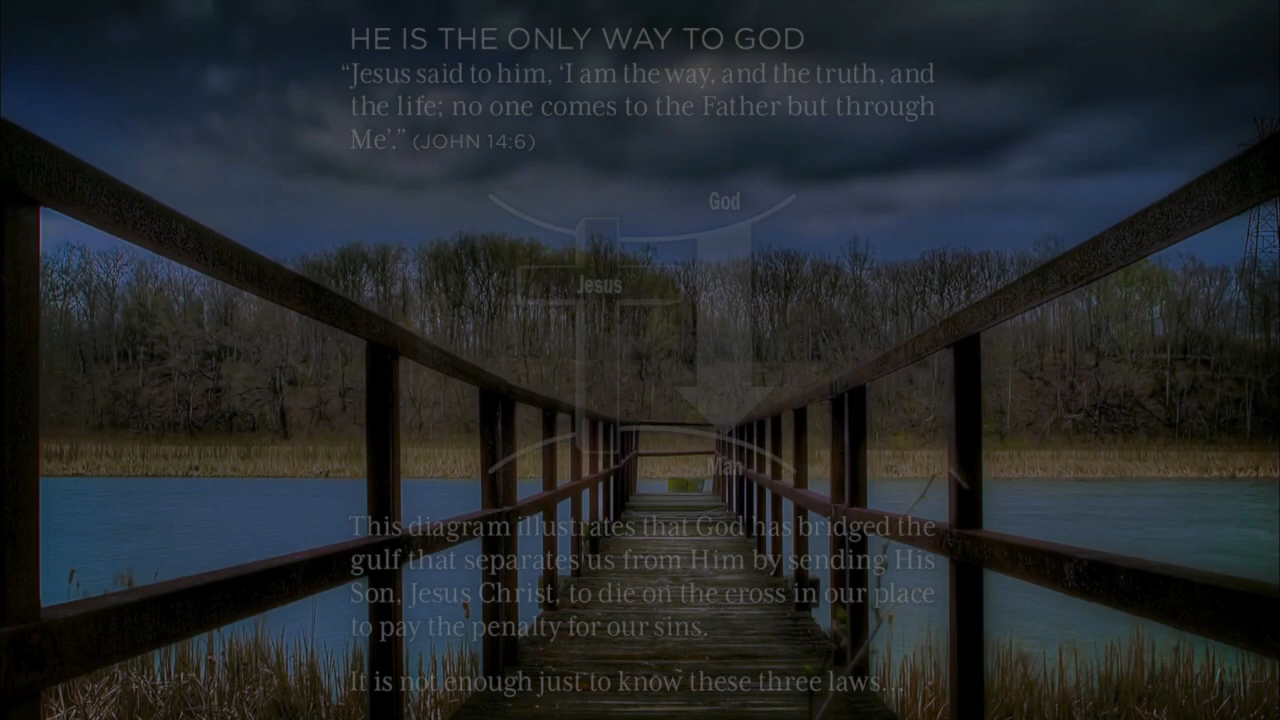 HE IS THE ONLY WAY TO GOD
“Jesus said to him, ‘I am the way, and the truth, and
the life; no one comes to the Father but through
Me’.” (JOHN 14:6)
God
Jesus
Man
This diagram illustrates that God has bridged the
gulf that separates us from Him by sending His
Son, Jesus Christ, to die on the cross in our place
to pay the penalty for our sins.
It is not enough just to know these three laws…